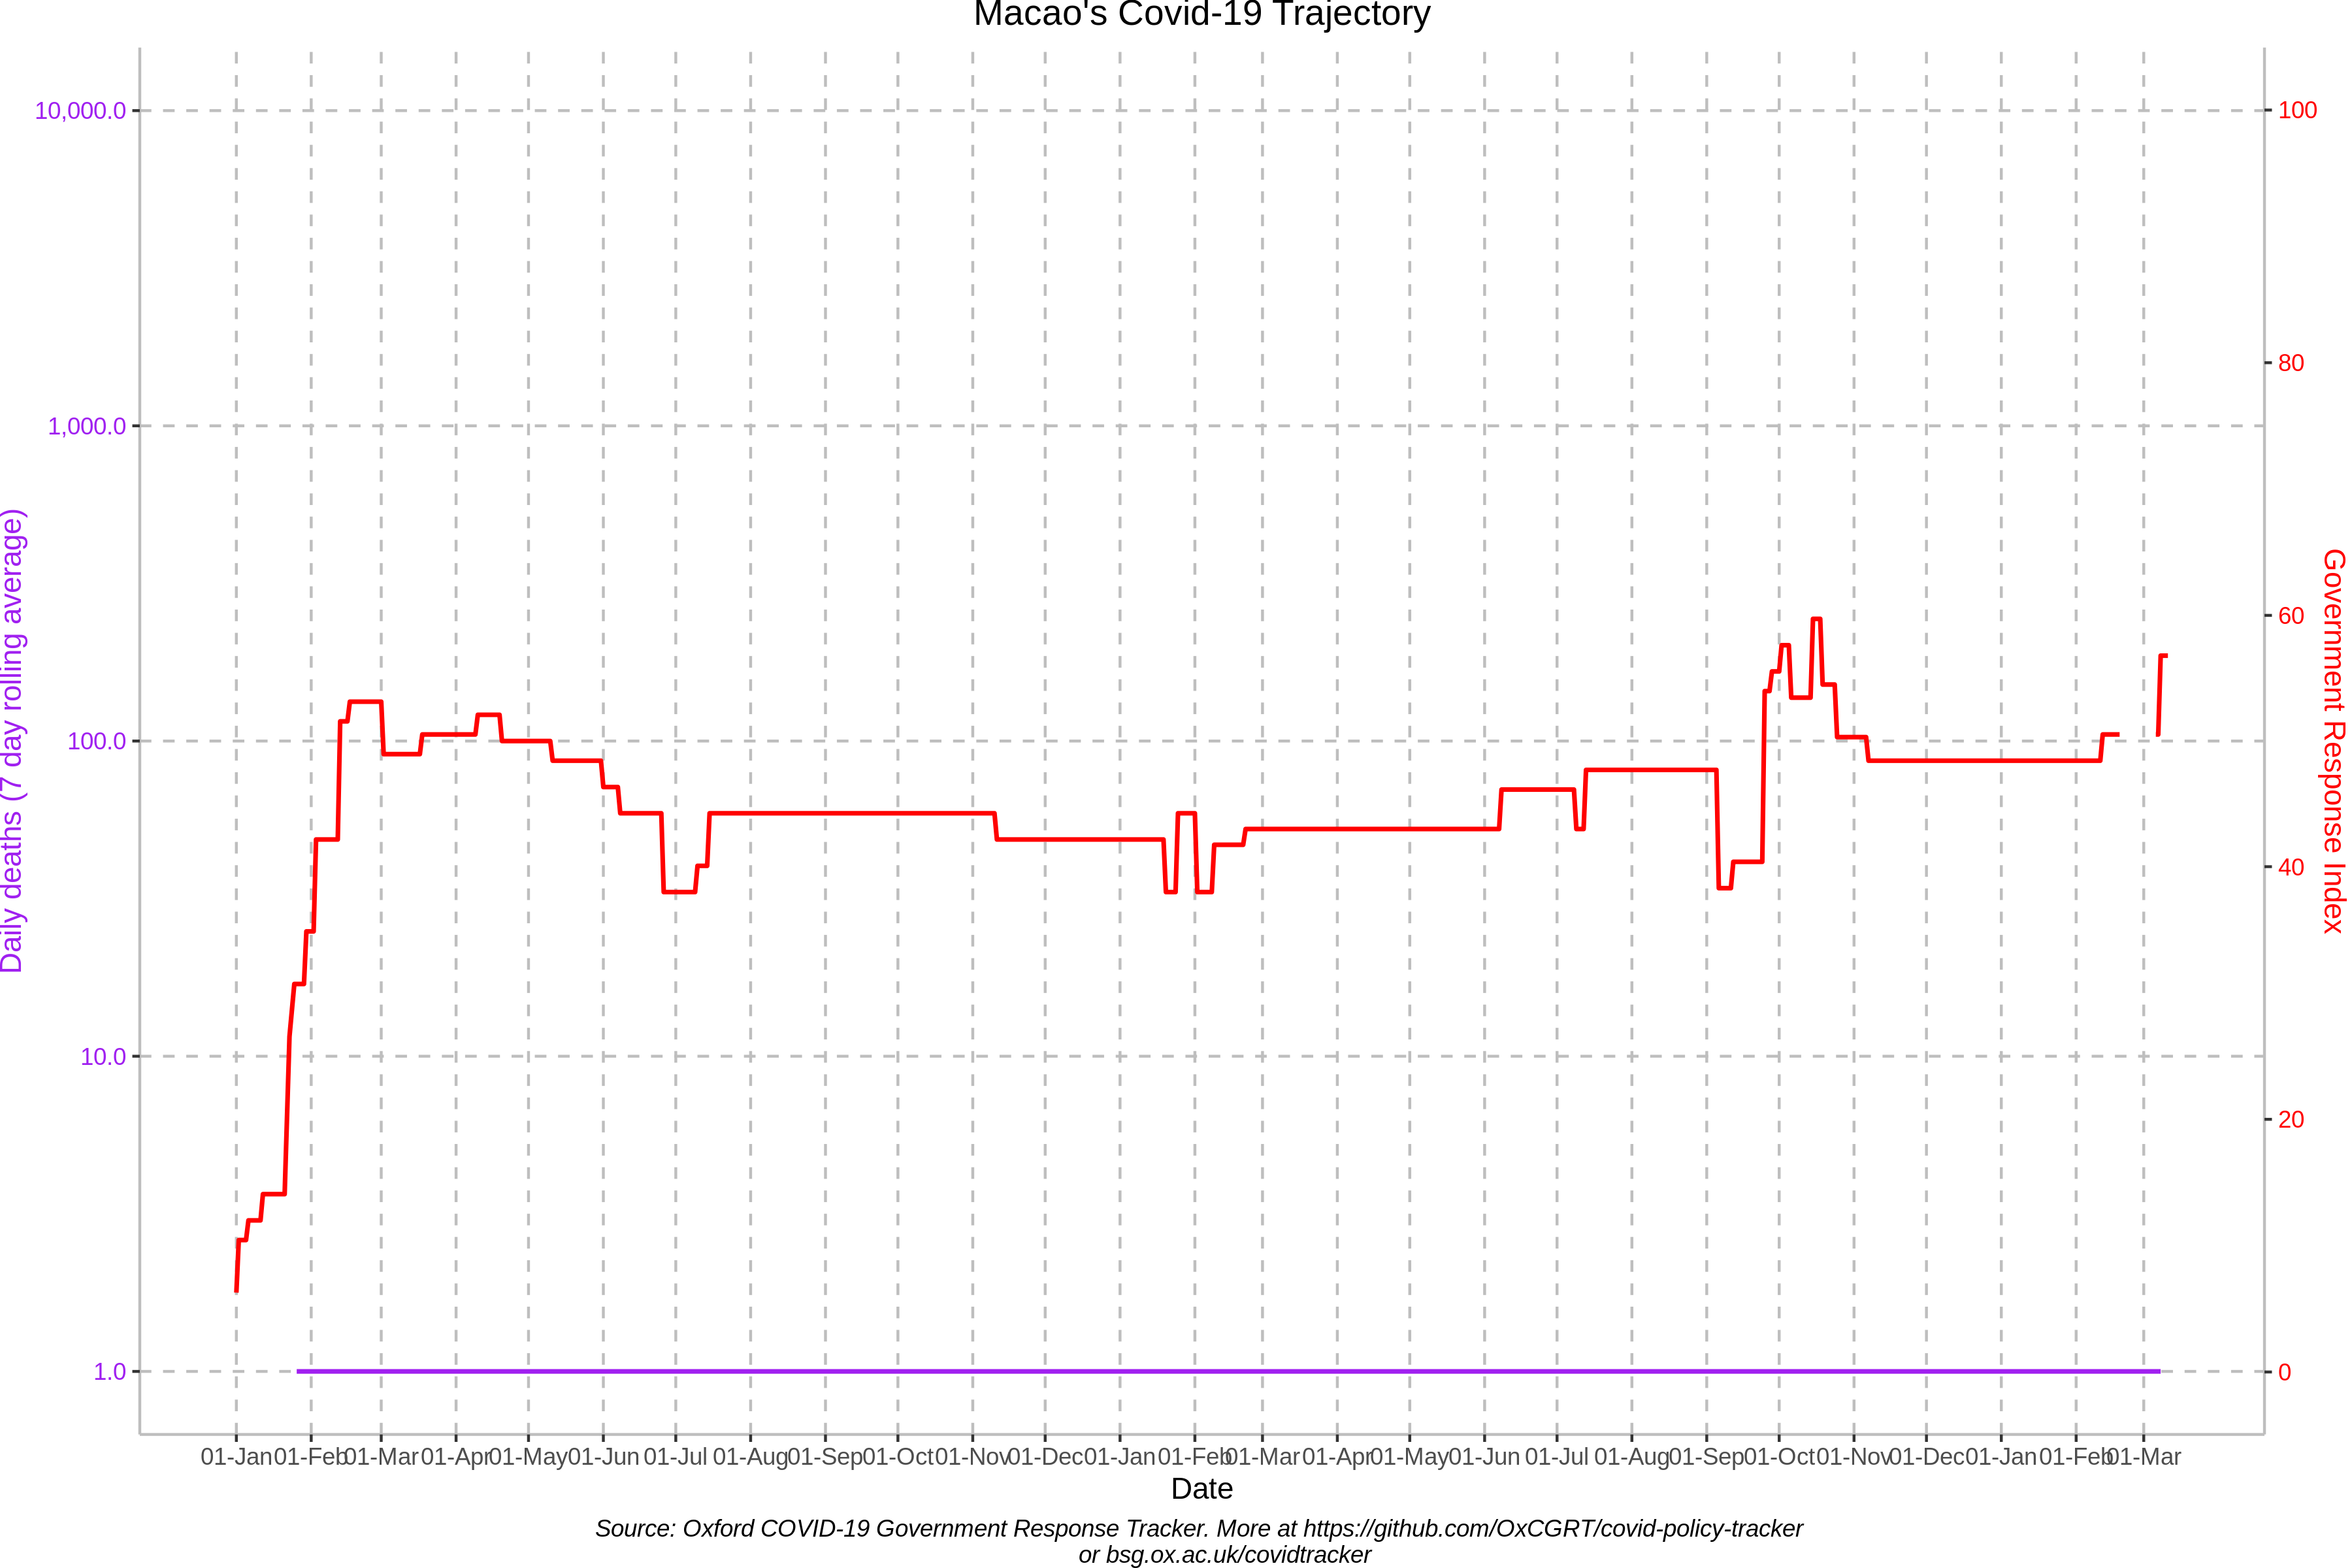 Macao's Covid-19 Trajectory
10,000.0
1,000.0
100.0
10.0
1.0
Daily deaths (7 day rolling average)
100
80
60
40
20
0
Government Response Index
01-Jan 01-Feb 01-Mar 01-Apr 01-May 01-Jun 01-Jul 01-Aug 01-Sep 01-Oct 01-Nov 01-Dec 01-Jan 01-Feb 01-Mar 01-Apr 01-May 01-Jun 01-Jul 01-Aug 01-Sep 01-Oct 01-Nov 01-Dec 01-Jan 01-Feb 01-Mar
Date
Source: Oxford COVID-19 Government Response Tracker. More at https://github.com/OxCGRT/covid-policy-tracker
or bsg.ox.ac.uk/covidtracker